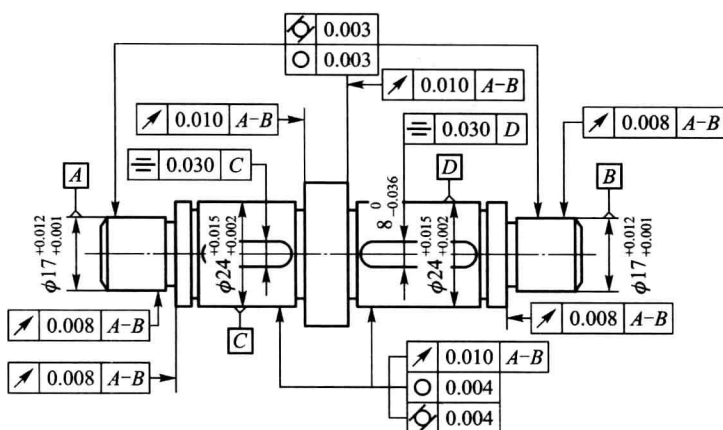 0.003
0.003
0.010 A-B
0.010 A-B
0.030 D
0.008 A-B
0.030 C
A
D
B
8 0 -0.036
φ17 +0.012 +0.001
φ24 +0.015 +0.002
φ24 +0.015 +0.002
φ17 +0.012 +0.001
0.008 A-B
C
0.008 A-B
0.008 A-B
0.010 A-B
0.004
0.004